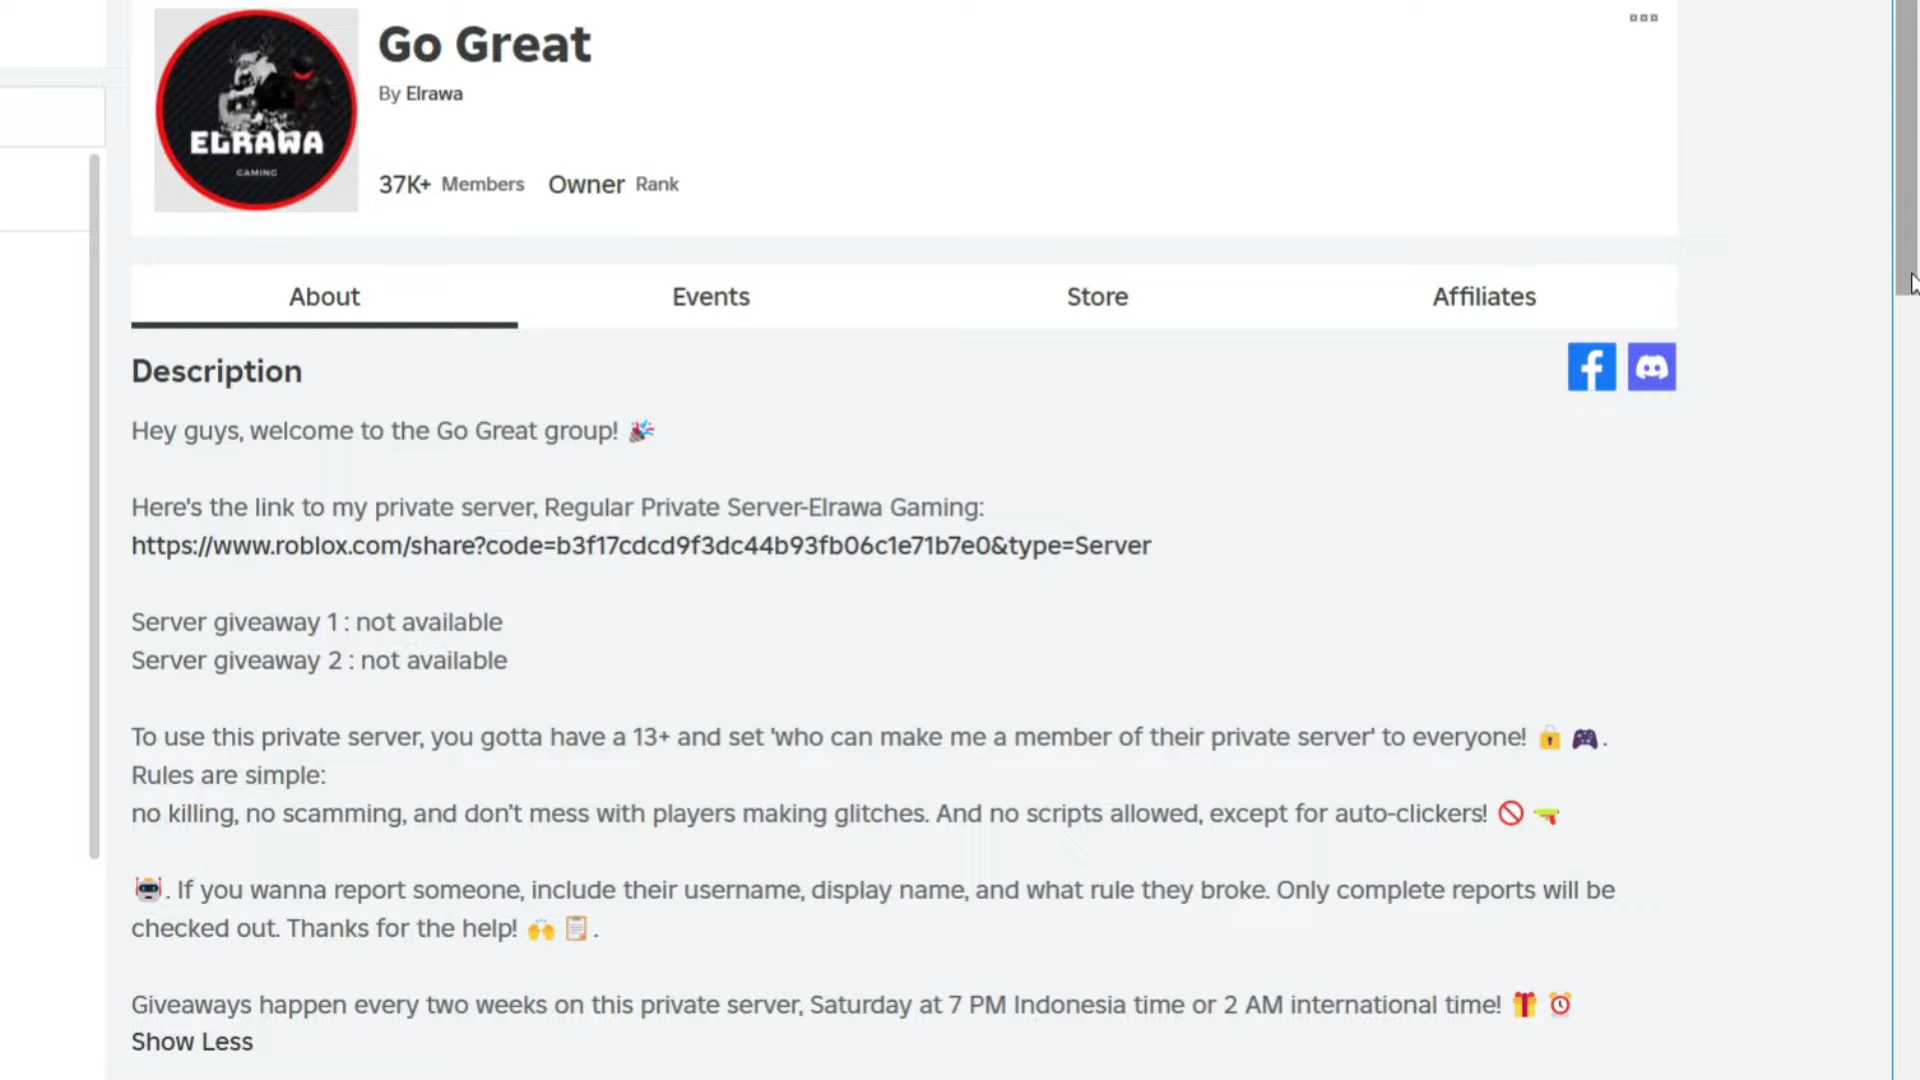 Go Great
By Elrawa
ELRAWA
GAMING
37K+ Members Owner Rank
About Events Store Affiliates
Description
Hey guys, welcome to the Go Great group! 🎉
Here's the link to my private server, Regular Private Server-Elrawa Gaming:
https://www.roblox.com/share?code=b3f17cdcd9f3dc44b93fb06c1e71b7e0&type=Server
Server giveaway 1 : not available
Server giveaway 2 : not available
To use this private server, you gotta have a 13+ and set 'who can make me a member of their private server' to everyone! 🔒 🎮 .
Rules are simple:
no killing, no scamming, and don't mess with players making glitches. And no scripts allowed, except for auto-clickers! 🚫 🔫
🤖. If you wanna report someone, include their username, display name, and what rule they broke. Only complete reports will be
checked out. Thanks for the help! 🙌 📋 .
Giveaways happen every two weeks on this private server, Saturday at 7 PM Indonesia time or 2 AM international time! 🎁 ⏰
Show Less